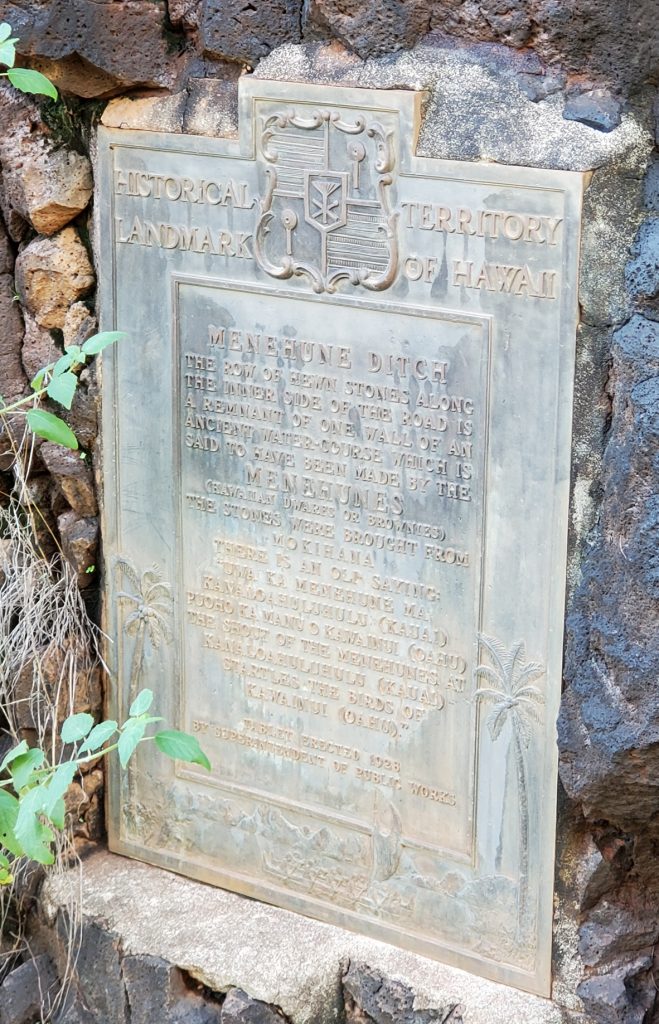 HISTORICAL LANDMARK
TERRITORY OF HAWAII
MENEHUNE DITCH
THE ROW OF HEWN STONES ALONG
THE INNER SIDE OF THE ROAD IS
A REMNANT OF ONE WALL OF AN
ANCIENT WATER-COURSE WHICH IS
SAID TO HAVE BEEN MADE BY THE
MENEHUNES
(HAWAIIAN DWARFS OR BROWNIES)
THE STONES WERE BROUGHT FROM
MOKIHANA
THERE IS AN OLD SAYING:
UWA KA MENEHUNE MA
KANALOAHULUHULU (KAUAI)
PUOHO KA MANU O KAWAINUI (OAHU)
THE SHOUT OF THE MENEHUNES AT
KANALOAHULUHULU (KAUAI)
STARTLES THE BIRDS OF
KAWAINUI (OAHU)."
TABLET ERECTED 1928
BY SUPERINTENDENT OF PUBLIC WORKS